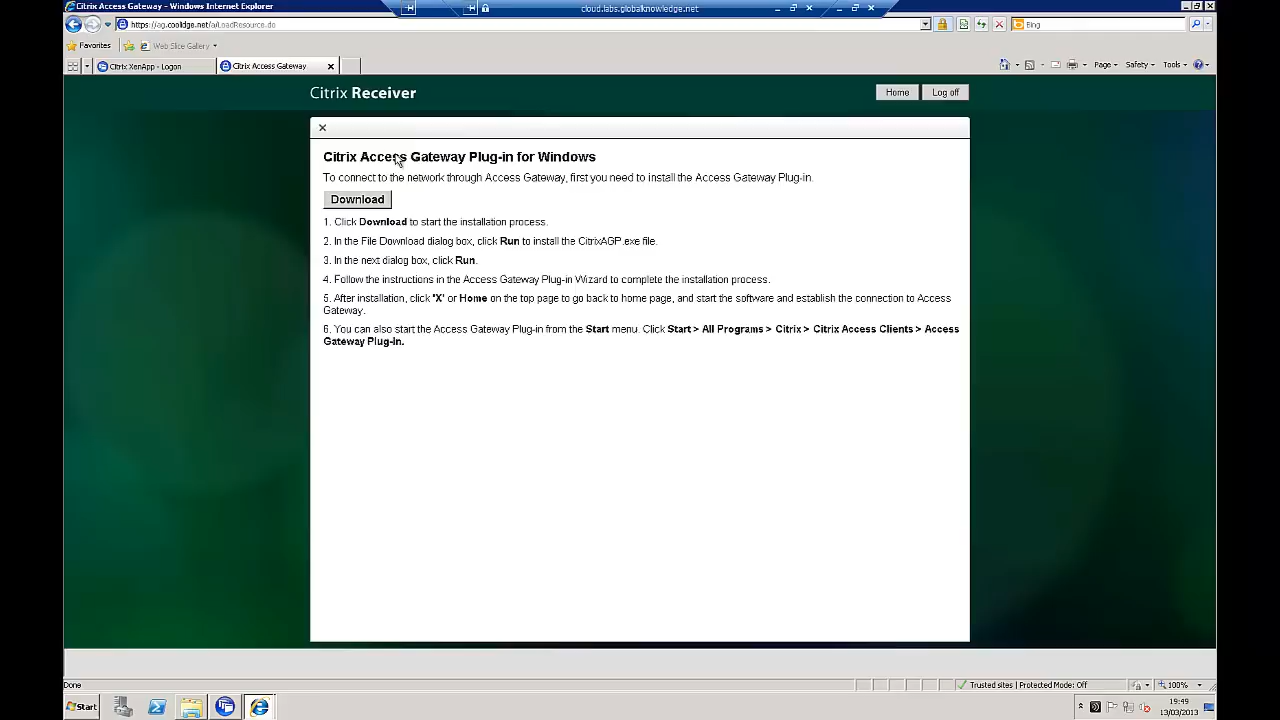 Citrix Access Gateway - Windows Internet Explorer
cloud.labs.globalknowledge.net
Bing
Favorites
Web Slice Gallery
Citrix XenApp - Logon
Citrix Access Gateway
Page
Safety
Tools
Citrix Receiver
Home
Log off
Citrix Access Gateway Plug-in for Windows
To connect to the network through Access Gateway, first you need to install the Access Gateway Plug-in.
Download
1. Click Download to start the installation process.
2. In the File Download dialog box, click Run to install the CitrixAGP.exe file.
3. In the next dialog box, click Run.
4. Follow the instructions in the Access Gateway Plug-in Wizard to complete the installation process.
5. After installation, click 'X' or Home on the top page to go back to home page, and start the software and establish the connection to Access
Gateway.
6. You can also start the Access Gateway Plug-in from the Start menu. Click Start > All Programs > Citrix > Citrix Access Clients > Access
Gateway Plug-in.
Done
Trusted sites | Protected Mode: Off
100%
Start
19:49
13/03/2013